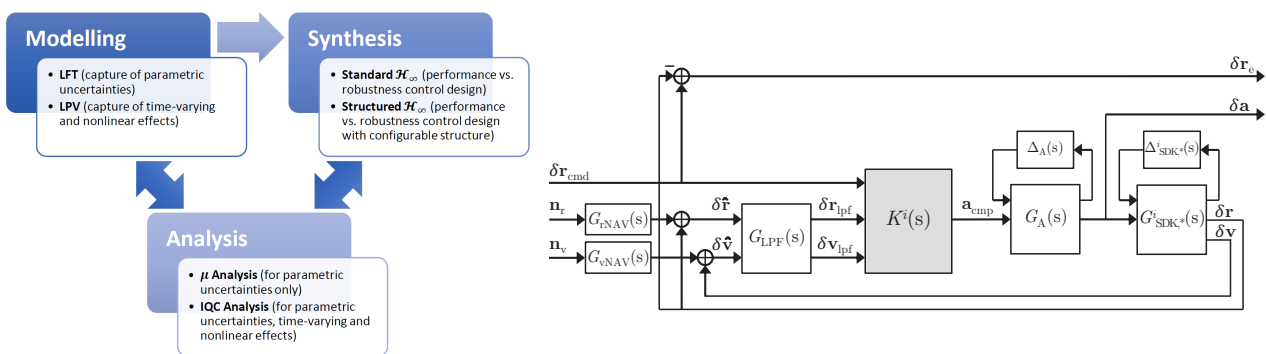 Modelling
• LFT (capture of parametric
uncertainties)
• LPV (capture of time-varying
and nonlinear effects)
Synthesis
• Standard ℋ∞ (performance vs.
robustness control design)
• Structured ℋ∞ (performance
vs. robustness control design
with configurable structure)
Analysis
• μ Analysis (for parametric
uncertainties only)
• IQC Analysis (for parametric
uncertainties, time-varying and
nonlinear effects)
− δr_e
δa
Δ_A(s) Δ^i_SDK,*(s)
δr_cmd
n_r G_rNAV(s) δr̂ δr_lpf K^i(s) a_cmp G_A(s) G^i_SDK,*(s) δr
G_LPF(s) δv
n_v G_vNAV(s) δv̂ δv_lpf